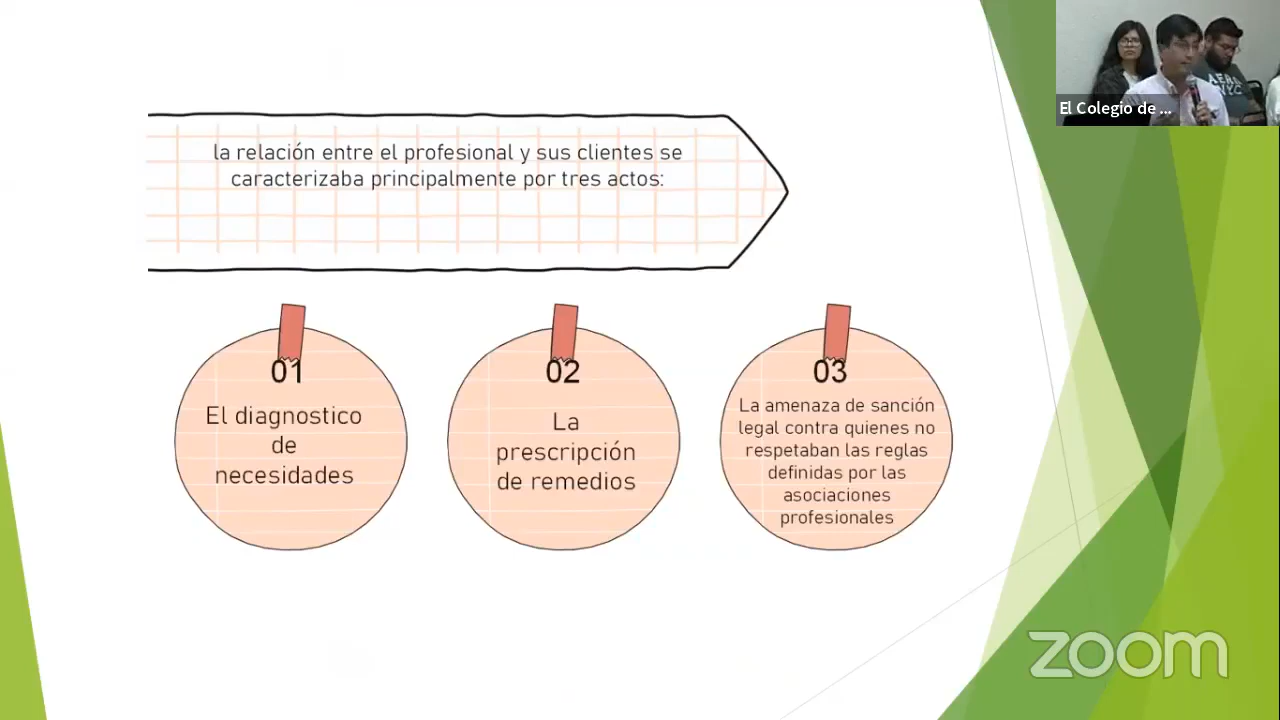 la relación entre el profesional y sus clientes se
caracterizaba principalmente por tres actos:
01
El diagnostico
de
necesidades
02
La
prescripción
de remedios
03
La amenaza de sanción
legal contra quienes no
respetaban las reglas
definidas por las
asociaciones
profesionales
El Colegio de ...
AERO
NYC
zoom